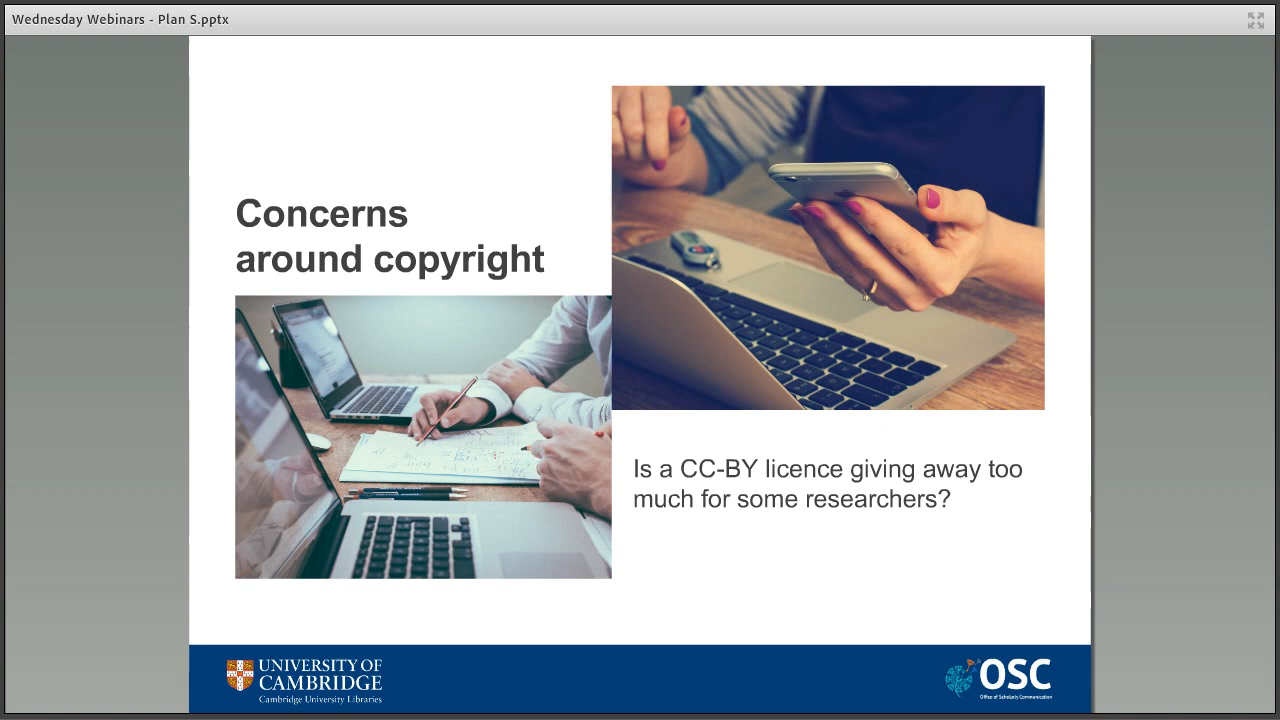 Wednesday Webinars - Plan S.pptx
Concerns
around copyright
Is a CC-BY licence giving away too
much for some researchers?
UNIVERSITY OF
CAMBRIDGE
Cambridge University Libraries
OSC
Office of Scholarly Communication